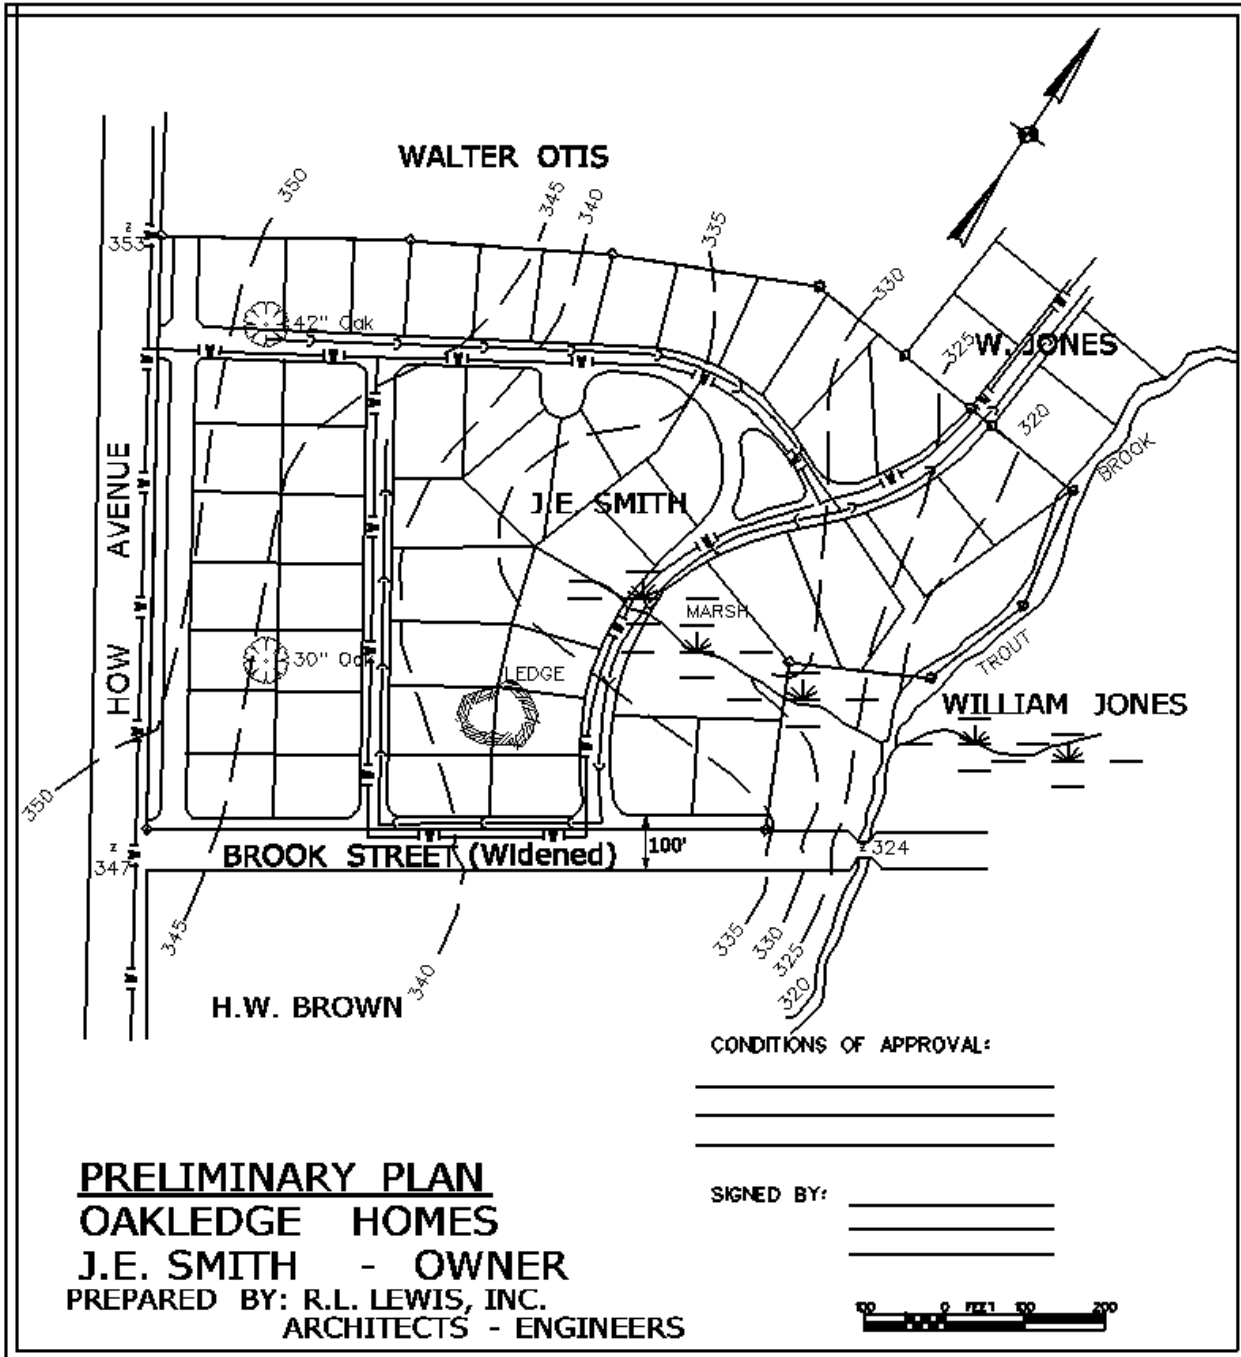 350
WALTER OTIS
345
340
335
330
z
353
42" Oak
325
W. JONES
320
BROOK
HOW AVENUE
J.E. SMITH
MARSH
30" Oak
LEDGE
TROUT
WILLIAM JONES
350
z
347
BROOK STREET (Widened)
100'
z 324
345
340
335
330
325
320
H.W. BROWN
CONDITIONS OF APPROVAL:
SIGNED BY:
PRELIMINARY PLAN
OAKLEDGE HOMES
J.E. SMITH - OWNER
PREPARED BY: R.L. LEWIS, INC.
ARCHITECTS - ENGINEERS
100 0 FEET 100 200